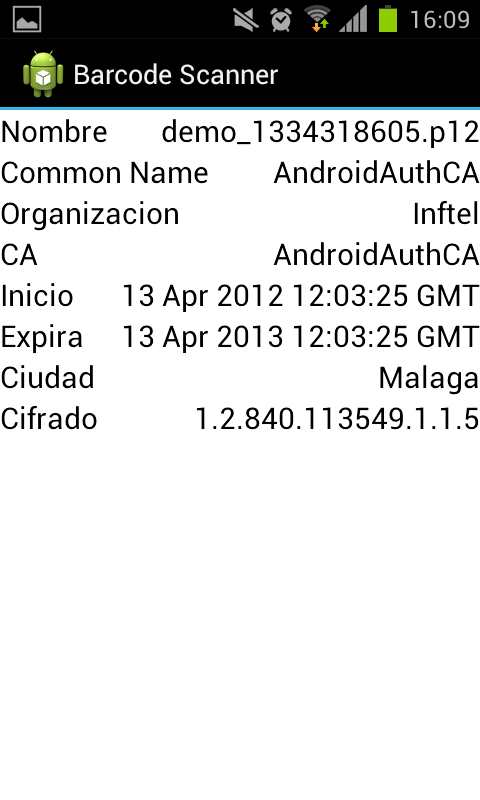 16:09
Barcode Scanner
Nombre demo_1334318605.p12
Common Name AndroidAuthCA
Organizacion Inftel
CA AndroidAuthCA
Inicio 13 Apr 2012 12:03:25 GMT
Expira 13 Apr 2013 12:03:25 GMT
Ciudad Malaga
Cifrado 1.2.840.113549.1.1.5